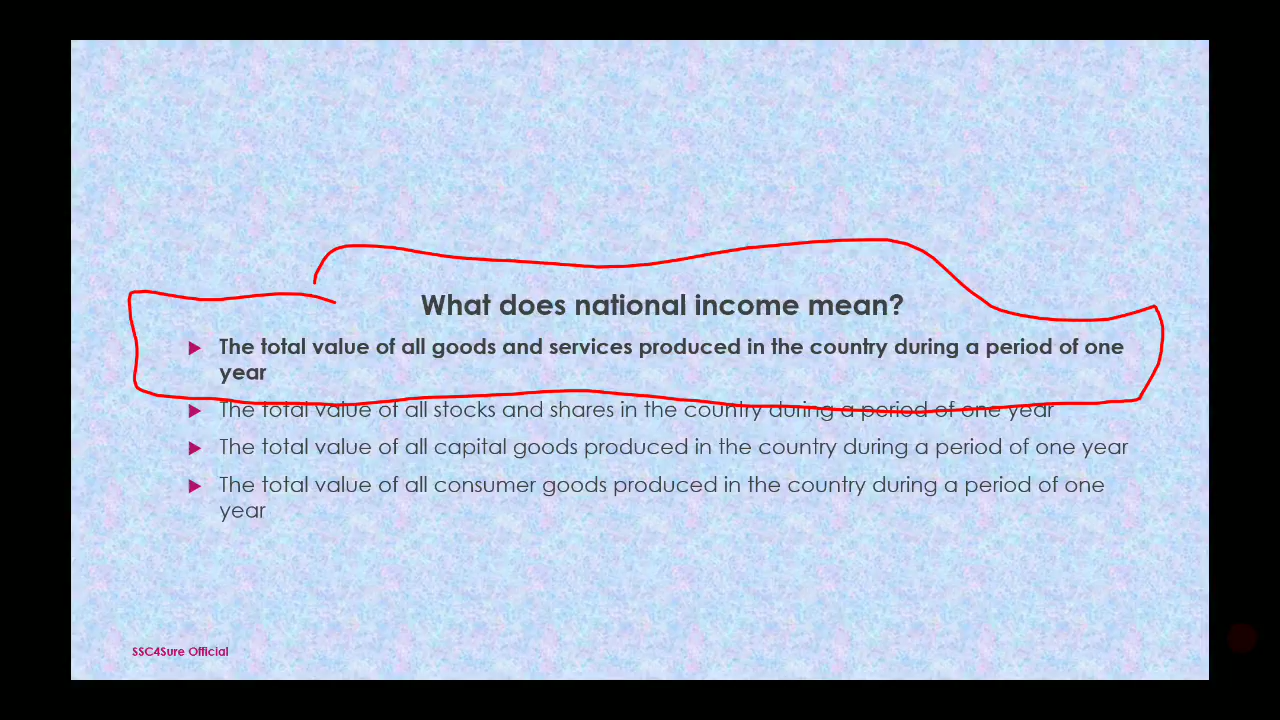 What does national income mean?
The total value of all goods and services produced in the country during a period of one
year
The total value of all stocks and shares in the country during a period of one year
The total value of all capital goods produced in the country during a period of one year
The total value of all consumer goods produced in the country during a period of one
year
SSC4Sure Official